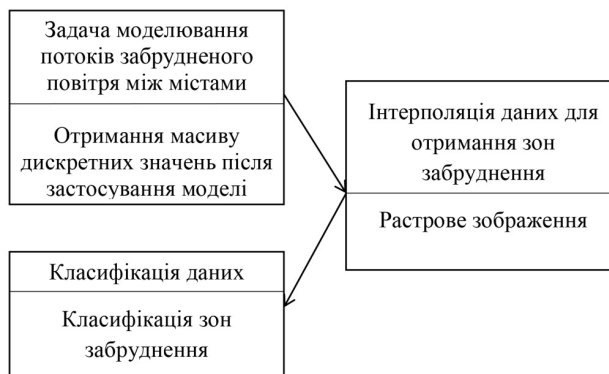 Задача моделювання
потоків забрудненого
повітря між містами
Отримання масиву
дискретних значень після
застосування моделі
Інтерполяція даних для
отримання зон
забруднення
Растрове зображення
Класифікація даних
Класифікація зон
забруднення